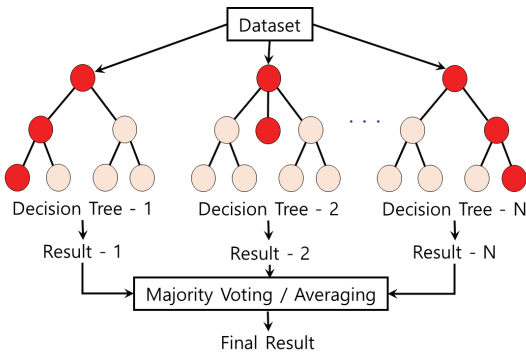 Dataset
. . .
Decision Tree - 1
Decision Tree - 2
Decision Tree - N
Result - 1
Result - 2
Result - N
Majority Voting / Averaging
Final Result